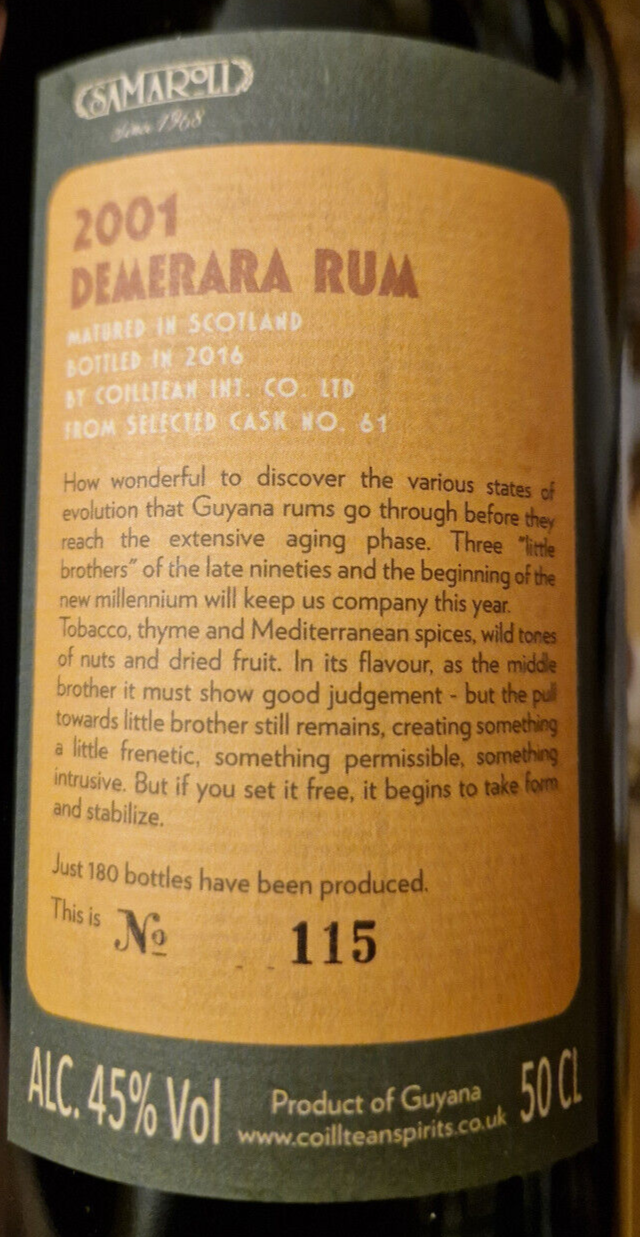 SAMAROLI
Since 1968
2001
DEMERARA RUM
MATURED IN SCOTLAND
BOTTLED IN 2016
BY COILLTEAN INT. CO. LTD
FROM SELECTED CASK NO. 61
How wonderful to discover the various states of
evolution that Guyana rums go through before they
reach the extensive aging phase. Three "little
brothers" of the late nineties and the beginning of the
new millennium will keep us company this year.
Tobacco, thyme and Mediterranean spices, wild tones
of nuts and dried fruit. In its flavour, as the middle
brother it must show good judgement - but the pull
towards little brother still remains, creating something
a little frenetic, something permissible, something
intrusive. But if you set it free, it begins to take form
and stabilize.
Just 180 bottles have been produced.
This is № 115
ALC. 45% Vol
Product of Guyana
www.coillteanspirits.co.uk
50 CL